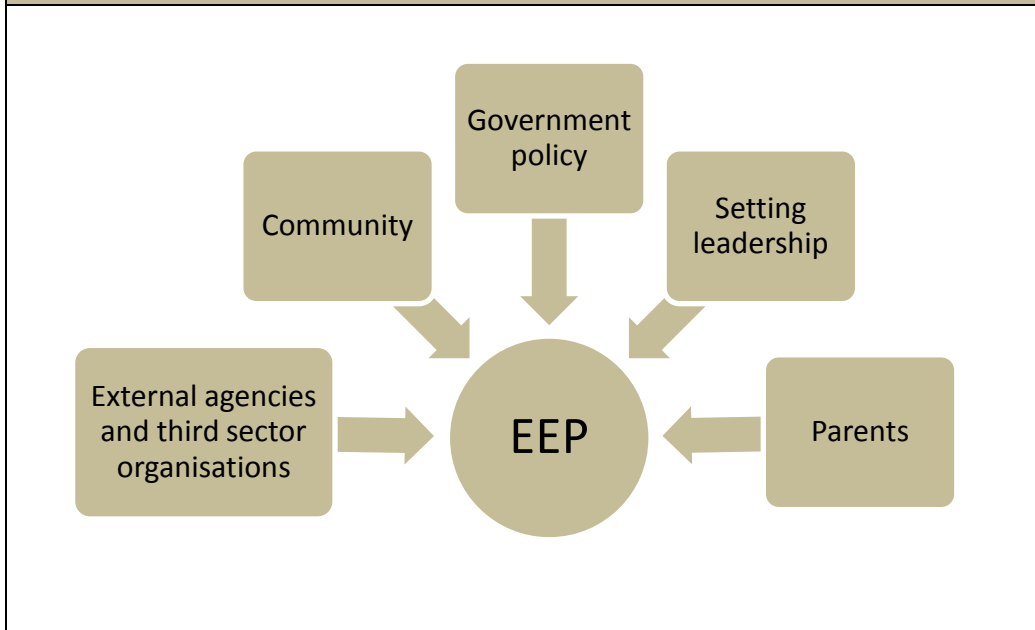 Government
policy
Community
Setting
leadership
External agencies
and third sector
organisations
EEP
Parents